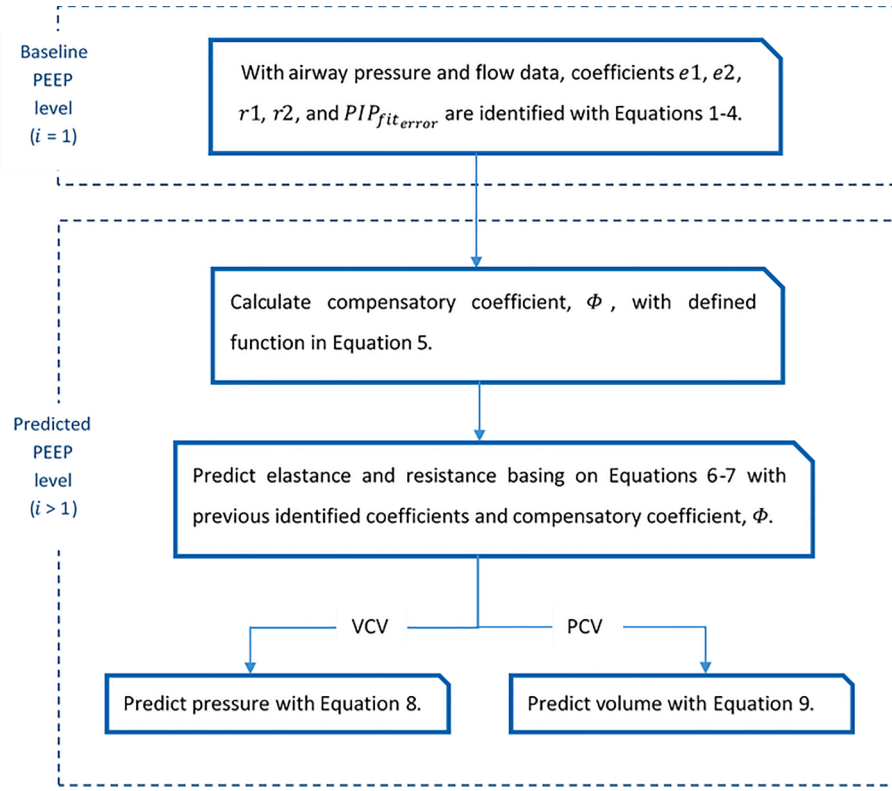 Baseline
PEEP
level
(i = 1)
With airway pressure and flow data, coefficients e1, e2,
r1, r2, and PIP_fit_error are identified with Equations 1-4.
Calculate compensatory coefficient, Φ , with defined
function in Equation 5.
Predicted
PEEP
level
(i > 1)
Predict elastance and resistance basing on Equations 6-7 with
previous identified coefficients and compensatory coefficient, Φ.
VCV
PCV
Predict pressure with Equation 8.
Predict volume with Equation 9.